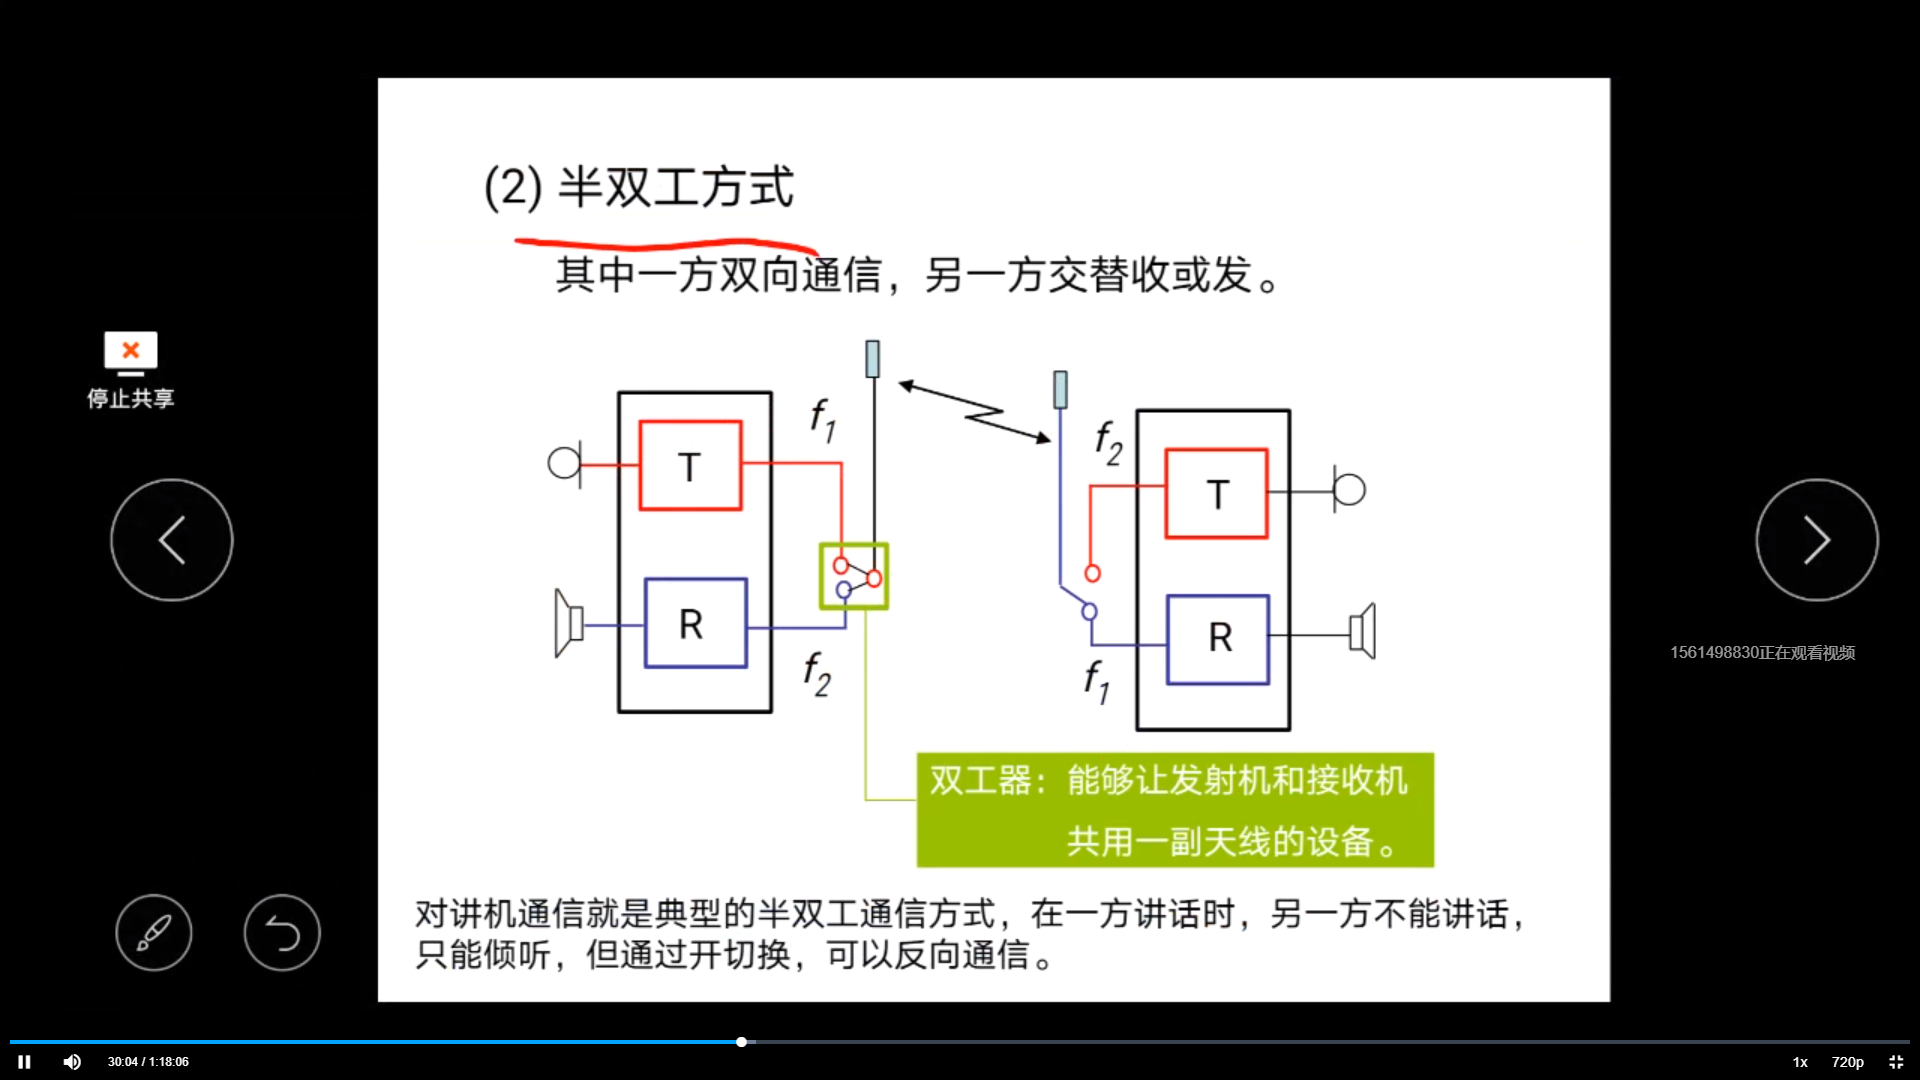 (2) 半双工方式
其中一方双向通信，另一方交替收或发。
停止共享
f1
f2
T
T
R
R
f2
f1
1561498830正在观看视频
双工器：能够让发射机和接收机
共用一副天线的设备。
对讲机通信就是典型的半双工通信方式，在一方讲话时，另一方不能讲话，
只能倾听，但通过开切换，可以反向通信。
30:04 / 1:18:06
1x
720p